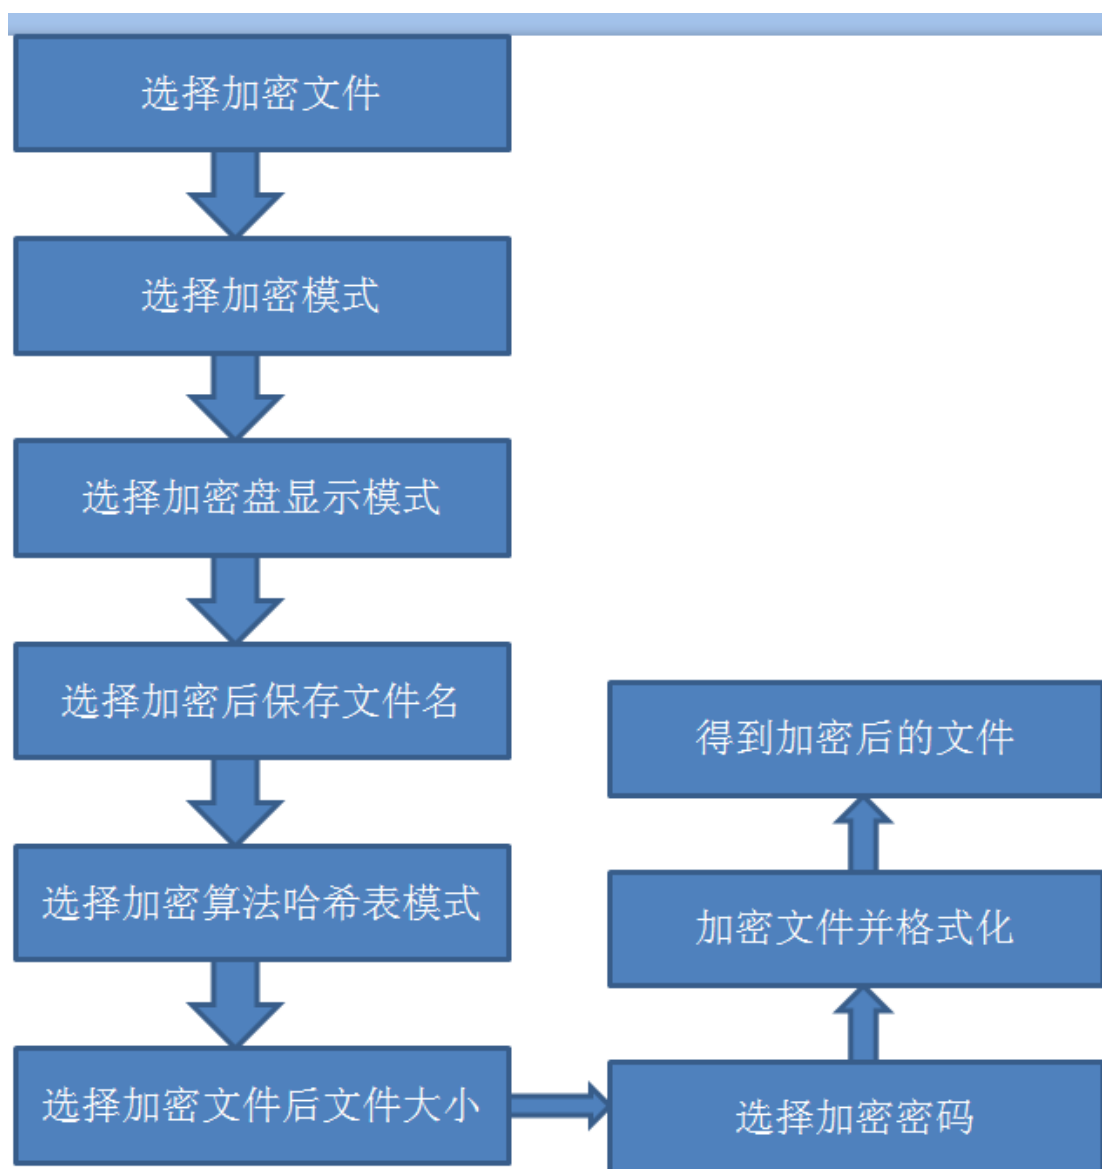 选择加密文件
选择加密模式
选择加密盘显示模式
选择加密后保存文件名
选择加密算法哈希表模式
选择加密文件后文件大小
选择加密密码
加密文件并格式化
得到加密后的文件